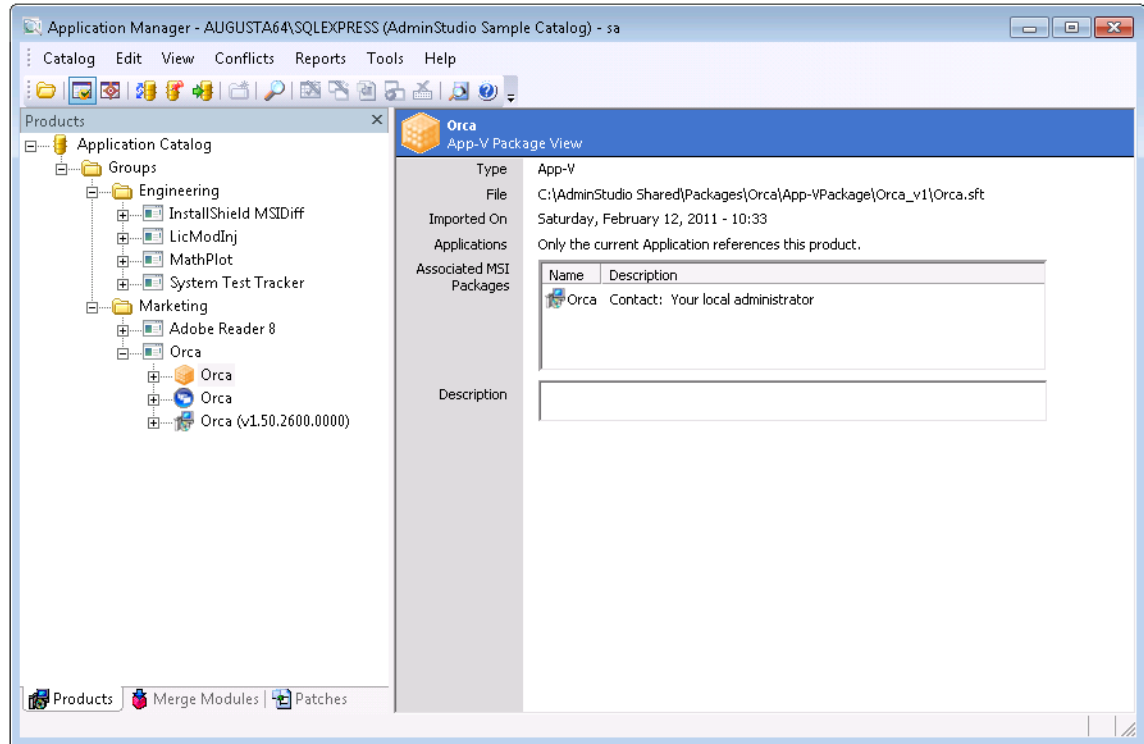 Application Manager - AUGUSTA64\SQLEXPRESS (AdminStudio Sample Catalog) - sa
Catalog Edit View Conflicts Reports Tools Help
Products
Application Catalog
Groups
Engineering
InstallShield MSIDiff
LicModInj
MathPlot
System Test Tracker
Marketing
Adobe Reader 8
Orca
Orca
Orca
Orca (v1.50.2600.0000)
Products Merge Modules Patches
Orca
App-V Package View
Type App-V
File C:\AdminStudio Shared\Packages\Orca\App-VPackage\Orca_v1\Orca.sft
Imported On Saturday, February 12, 2011 - 10:33
Applications Only the current Application references this product.
Associated MSI
Packages
Name Description
Orca Contact: Your local administrator
Description